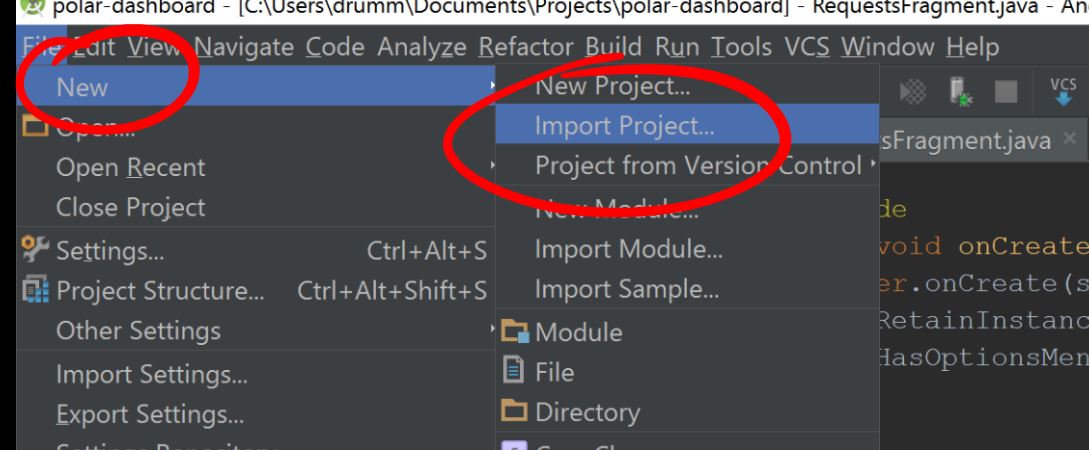 polar-dashboard - [C:\Users\drumm\Documents\Projects\polar-dashboard] - RequestsFragment.java - And
File Edit View Navigate Code Analyze Refactor Build Run Tools VCS Window Help
New
Open...
Open Recent
Close Project
Settings... Ctrl+Alt+S
Project Structure... Ctrl+Alt+Shift+S
Other Settings
Import Settings...
Export Settings...
Settings Repository
New Project...
Import Project...
Project from Version Control
New Module...
Import Module...
Import Sample...
Module
File
Directory
VCS
sFragment.java
de
void onCreate
er.onCreate(s
RetainInstanc
HasOptionsMen